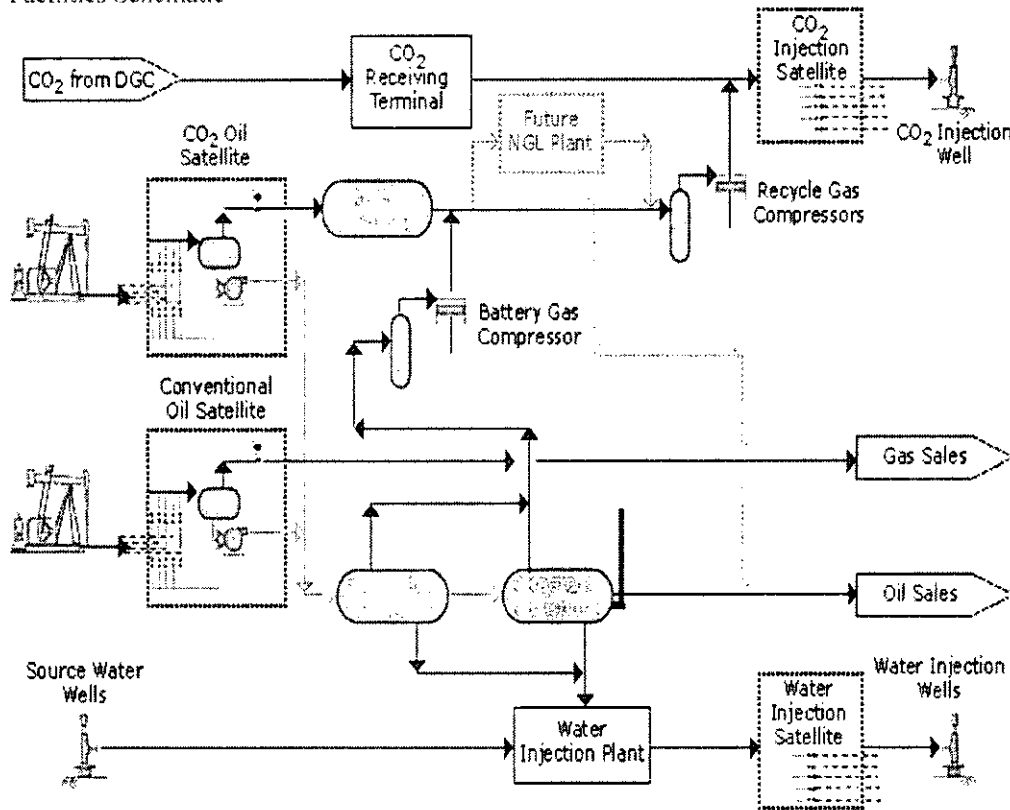 Facilities Schematic
CO2 from DGC
CO2
Receiving
Terminal
CO2
Injection
Satellite
CO2 Injection
Well
Future
NGL Plant
CO2 Oil
Satellite
Recycle Gas
Compressors
Battery Gas
Compressor
Conventional
Oil Satellite
Gas Sales
Oil Sales
Source Water
Wells
Water
Injection Plant
Water
Injection
Satellite
Water Injection
Wells